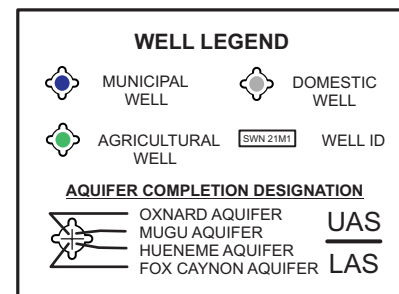 WELL LEGEND
MUNICIPAL WELL
DOMESTIC WELL
AGRICULTURAL WELL
SWN 21M1
WELL ID
AQUIFER COMPLETION DESIGNATION
OXNARD AQUIFER
MUGU AQUIFER
UAS
HUENEME AQUIFER
FOX CAYNON AQUIFER
LAS